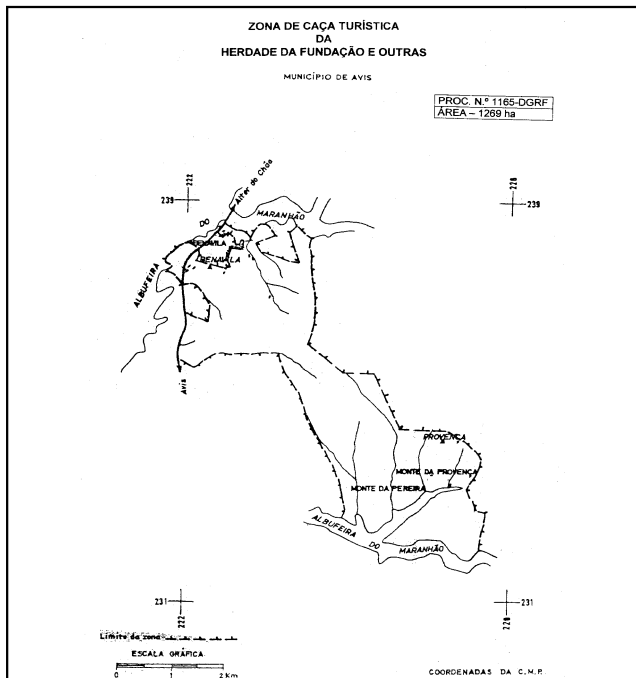 ZONA DE CAÇA TURÍSTICA
DA
HERDADE DA FUNDAÇÃO E OUTRAS
MUNICÍPIO DE AVIS
PROC. N.º 1165-DGRF
ÁREA – 1269 ha
222
239
Alter do Chão
228
239
DO
MARANHÃO
BENAVILA
BENAVILA
ALBUFEIRA
Avis
PROVENÇA
MONTE DA PROVENÇA
MONTE DA PEREIRA
ALBUFEIRA
DO
MARANHÃO
231
222
231
228
Limite da zona
ESCALA GRÁFICA
0 1 2 Km
COORDENADAS DA C.M.P.